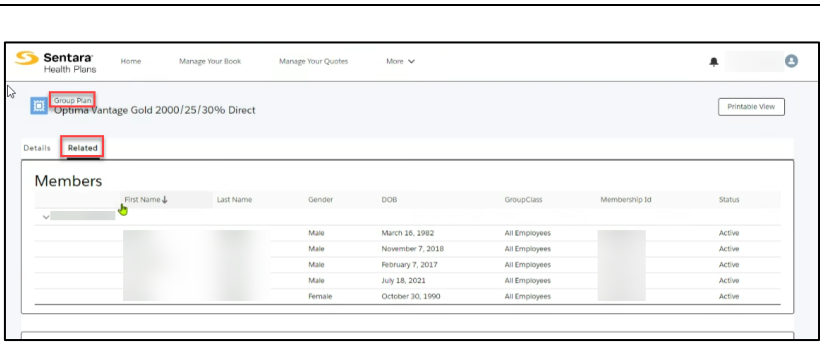 Sentara
Health Plans
Home Manage Your Book Manage Your Quotes More
Group Plan
Optima Vantage Gold 2000/25/30% Direct
Printable View
Details Related
Members
First Name Last Name Gender DOB GroupClass Membership Id Status
Male March 16, 1982 All Employees Active
Male November 7, 2018 All Employees Active
Male February 7, 2017 All Employees Active
Male July 18, 2021 All Employees Active
Female October 30, 1990 All Employees Active